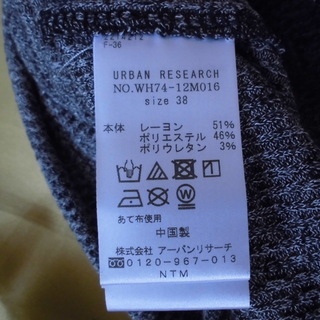 F-36
URBAN RESEARCH
NO.WH74-12M016
size 38
本体 レーヨン 51%
ポリエステル 46%
ポリウレタン 3%
あて布使用
中国製
株式会社 アーバンリサーチ
0120-967-013
NTM